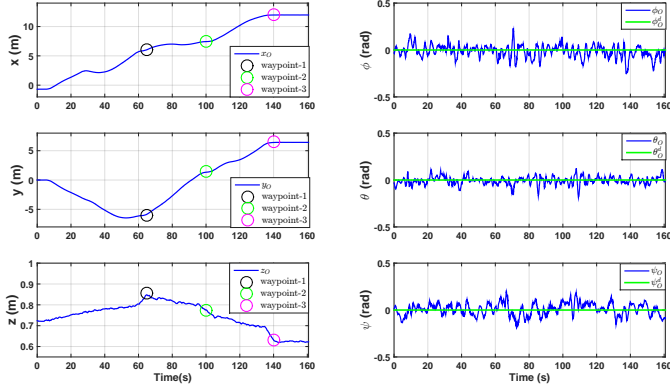 x (m)
10
5
0
0 20 40 60 80 100 120 140 160
x_O
waypoint-1
waypoint-2
waypoint-3
ϕ (rad)
0.5
0
-0.5
0 20 40 60 80 100 120 140 160
ϕ_O
ϕ_O^d
y (m)
5
0
-5
0 20 40 60 80 100 120 140 160
y_O
waypoint-1
waypoint-2
waypoint-3
θ (rad)
0.5
0
-0.5
0 20 40 60 80 100 120 140 160
θ_O
θ_O^d
z (m)
1
0.8
0.6
0.4
0 20 40 60 80 100 120 140 160
Time(s)
z_O
waypoint-1
waypoint-2
waypoint-3
ψ (rad)
0.5
0
-0.5
0 20 40 60 80 100 120 140 160
Time (s)
ψ_O
ψ_O^d